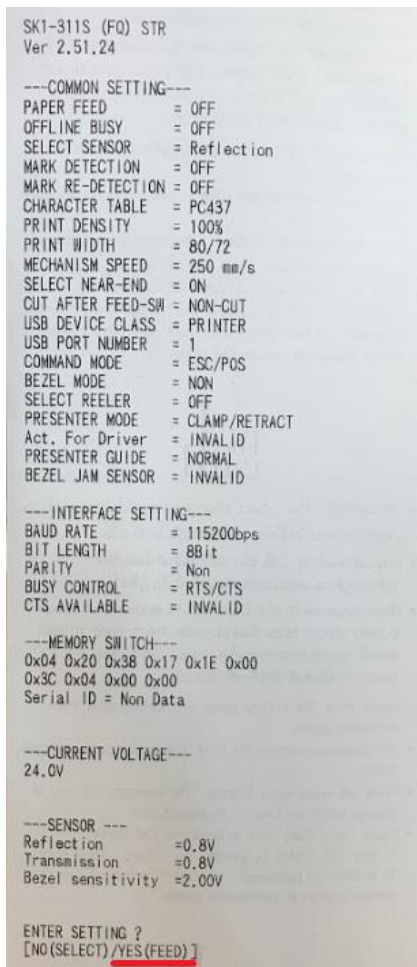 SK1-311S (FQ) STR
Ver 2.51.24
---COMMON SETTING---
PAPER FEED = OFF
OFFLINE BUSY = OFF
SELECT SENSOR = Reflection
MARK DETECTION = OFF
MARK RE-DETECTION = OFF
CHARACTER TABLE = PC437
PRINT DENSITY = 100%
PRINT WIDTH = 80/72
MECHANISM SPEED = 250 mm/s
SELECT NEAR-END = ON
CUT AFTER FEED-SW = NON-CUT
USB DEVICE CLASS = PRINTER
USB PORT NUMBER = 1
COMMAND MODE = ESC/POS
BEZEL MODE = NON
SELECT REELER = OFF
PRESENTER MODE = CLAMP/RETRACT
Act. For Driver = INVALID
PRESENTER GUIDE = NORMAL
BEZEL JAM SENSOR = INVALID
---INTERFACE SETTING---
BAUD RATE = 115200bps
BIT LENGTH = 8Bit
PARITY = Non
BUSY CONTROL = RTS/CTS
CTS AVAILABLE = INVALID
---MEMORY SWITCH---
0x04 0x20 0x38 0x17 0x1E 0x00
0x3C 0x04 0x00 0x00
Serial ID = Non Data
---CURRENT VOLTAGE---
24.0V
---SENSOR ---
Reflection =0.8V
Transmission =0.8V
Bezel sensitivity =2.00V
ENTER SETTING ?
[NO(SELECT)/YES(FEED)]